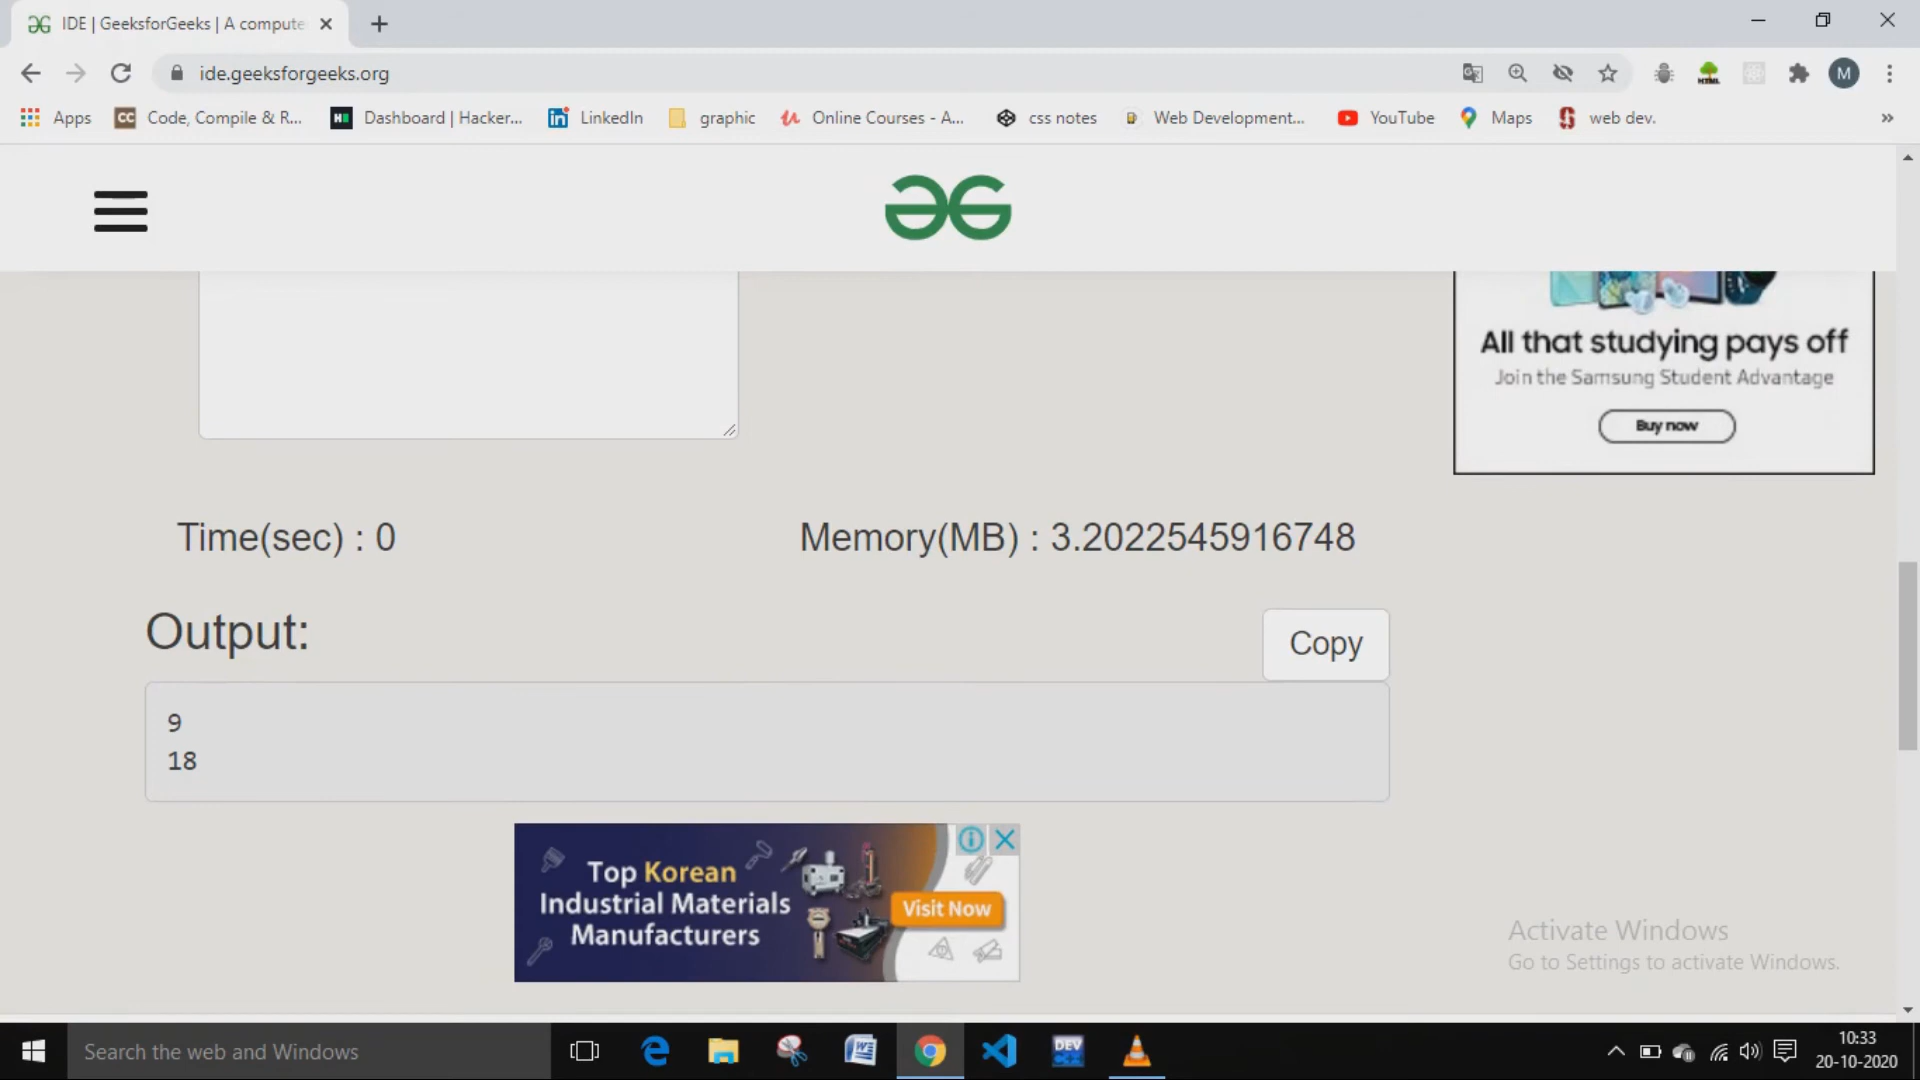 IDE | GeeksforGeeks | A compute
ide.geeksforgeeks.org
M
Apps
Code, Compile & R...
Dashboard | Hacker...
LinkedIn
graphic
Online Courses - A...
css notes
Web Development...
YouTube
Maps
web dev.
All that studying pays off
Join the Samsung Student Advantage
Buy now
Time(sec) : 0
Memory(MB) : 3.2022545916748
Output:
Copy
9
18
Top Korean
Industrial Materials
Manufacturers
Visit Now
Activate Windows
Go to Settings to activate Windows.
Search the web and Windows
DEV
10:33
20-10-2020